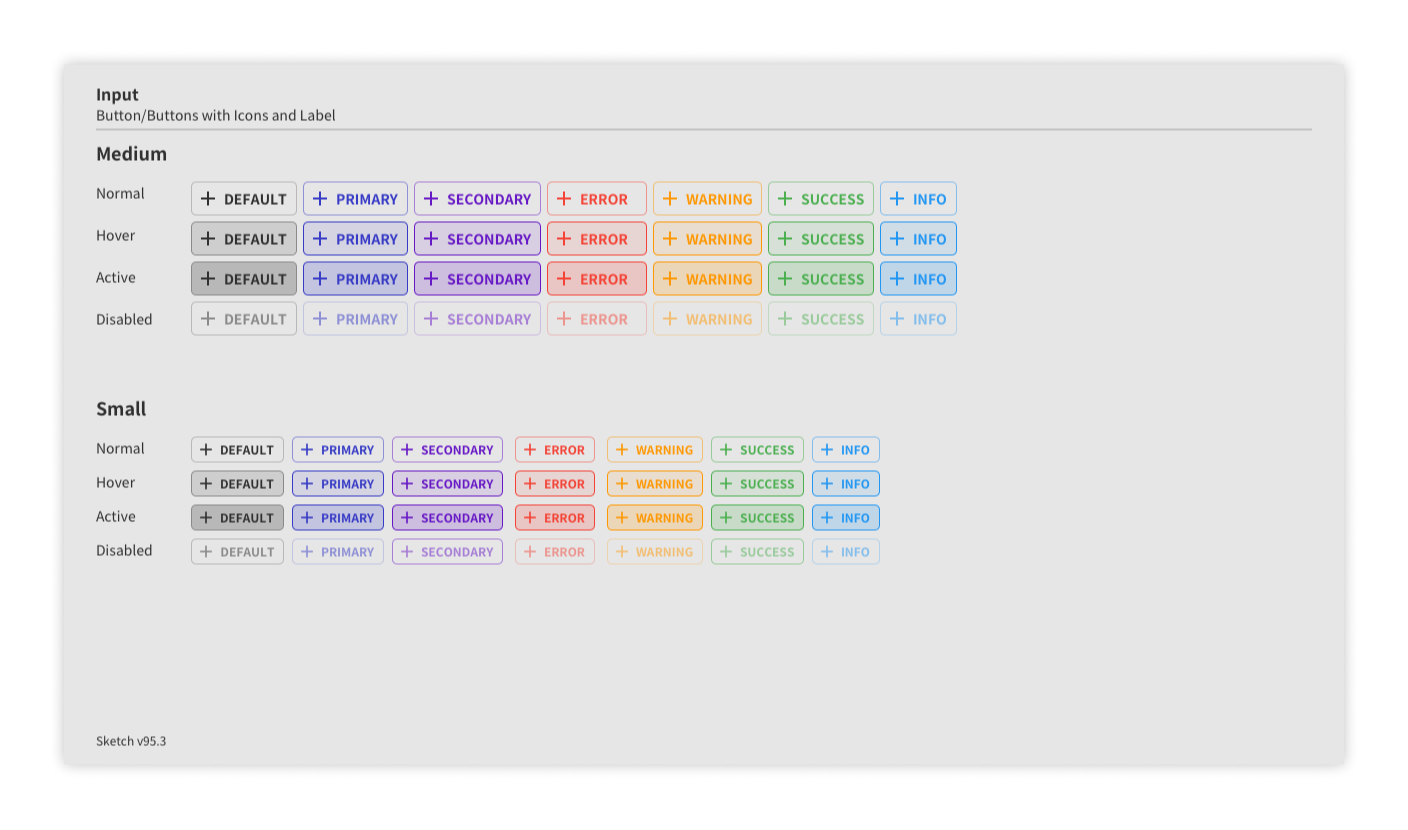 Input
Button/Buttons with Icons and Label
Medium
Normal DEFAULT PRIMARY SECONDARY ERROR WARNING SUCCESS INFO
Hover DEFAULT PRIMARY SECONDARY ERROR WARNING SUCCESS INFO
Active DEFAULT PRIMARY SECONDARY ERROR WARNING SUCCESS INFO
Disabled DEFAULT PRIMARY SECONDARY ERROR WARNING SUCCESS INFO
Small
Normal DEFAULT PRIMARY SECONDARY ERROR WARNING SUCCESS INFO
Hover DEFAULT PRIMARY SECONDARY ERROR WARNING SUCCESS INFO
Active DEFAULT PRIMARY SECONDARY ERROR WARNING SUCCESS INFO
Disabled DEFAULT PRIMARY SECONDARY ERROR WARNING SUCCESS INFO
Sketch v95.3